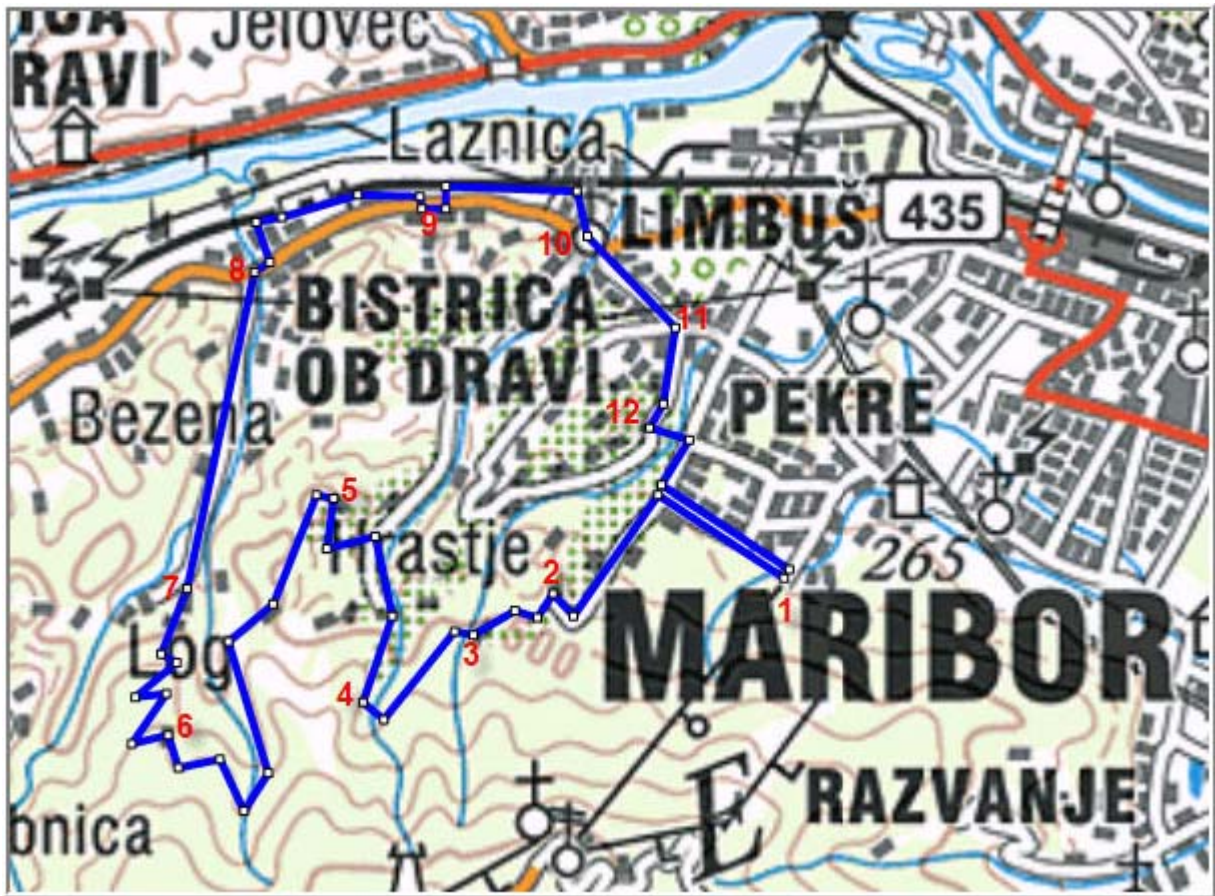 Jelovec
RAVI
Laznica
LIMBUŠ
435
9
10
8
BISTRICA
OB DRAVI
11
12
PEKRE
Bezena
5
Hrastje
265
2
7
1
MARIBOR
Log
3
4
6
E
RAZVANJE
bnica